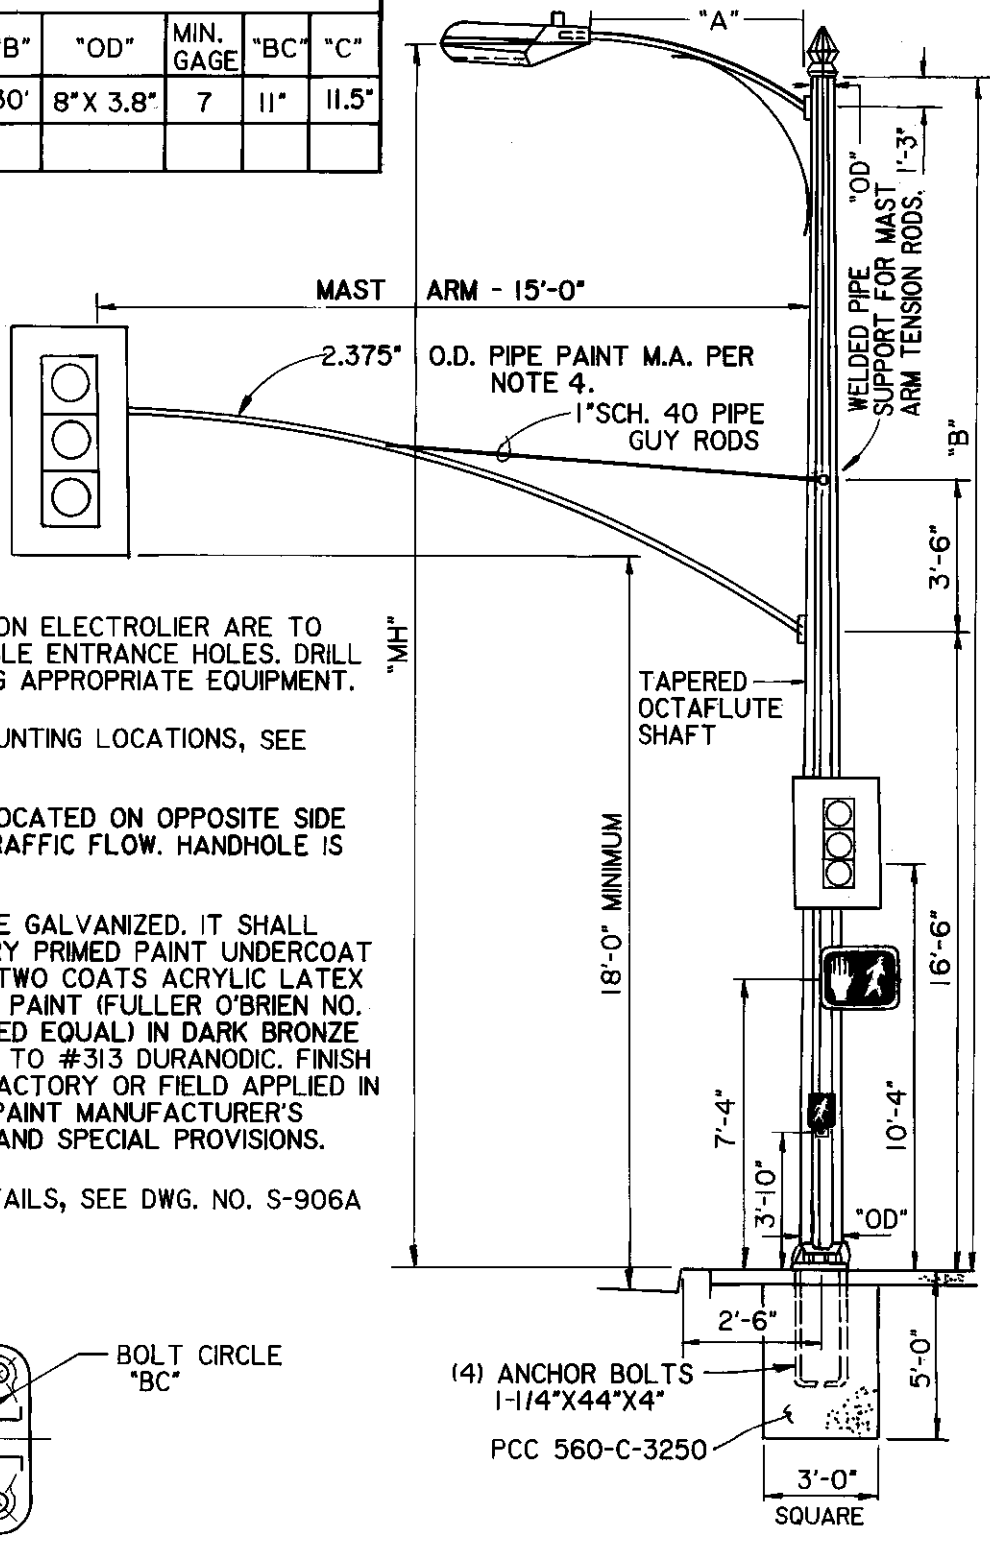 "B" "OD" MIN. GAGE "BC" "C"
30' 8" X 3.8" 7 11" 11.5"
"A"
"OD"
1'-3"
WELDED PIPE
SUPPORT FOR MAST
ARM TENSION RODS.
"B"
MAST ARM - 15'-0"
2.375" O.D. PIPE PAINT M.A. PER
NOTE 4.
1" SCH. 40 PIPE
GUY RODS
3'-6"
"MH"
ON ELECTROLIER ARE TO
LE ENTRANCE HOLES. DRILL
G APPROPRIATE EQUIPMENT.
UNTING LOCATIONS, SEE
OCATED ON OPPOSITE SIDE
RAFFIC FLOW. HANDHOLE IS
E GALVANIZED. IT SHALL
RY PRIMED PAINT UNDERCOAT
TWO COATS ACRYLIC LATEX
PAINT (FULLER O'BRIEN NO.
ED EQUAL) IN DARK BRONZE
TO #313 DURANODIC. FINISH
ACTORY OR FIELD APPLIED IN
PAINT MANUFACTURER'S
AND SPECIAL PROVISIONS.
AILS, SEE DWG. NO. S-906A
TAPERED
OCTAFLUTE
SHAFT
18'-0" MINIMUM
16'-6"
10'-4"
7'-4"
3'-10"
"OD"
2'-6"
5'-0"
BOLT CIRCLE
"BC"
(4) ANCHOR BOLTS
1-1/4"X44"X4"
PCC 560-C-3250
3'-0"
SQUARE